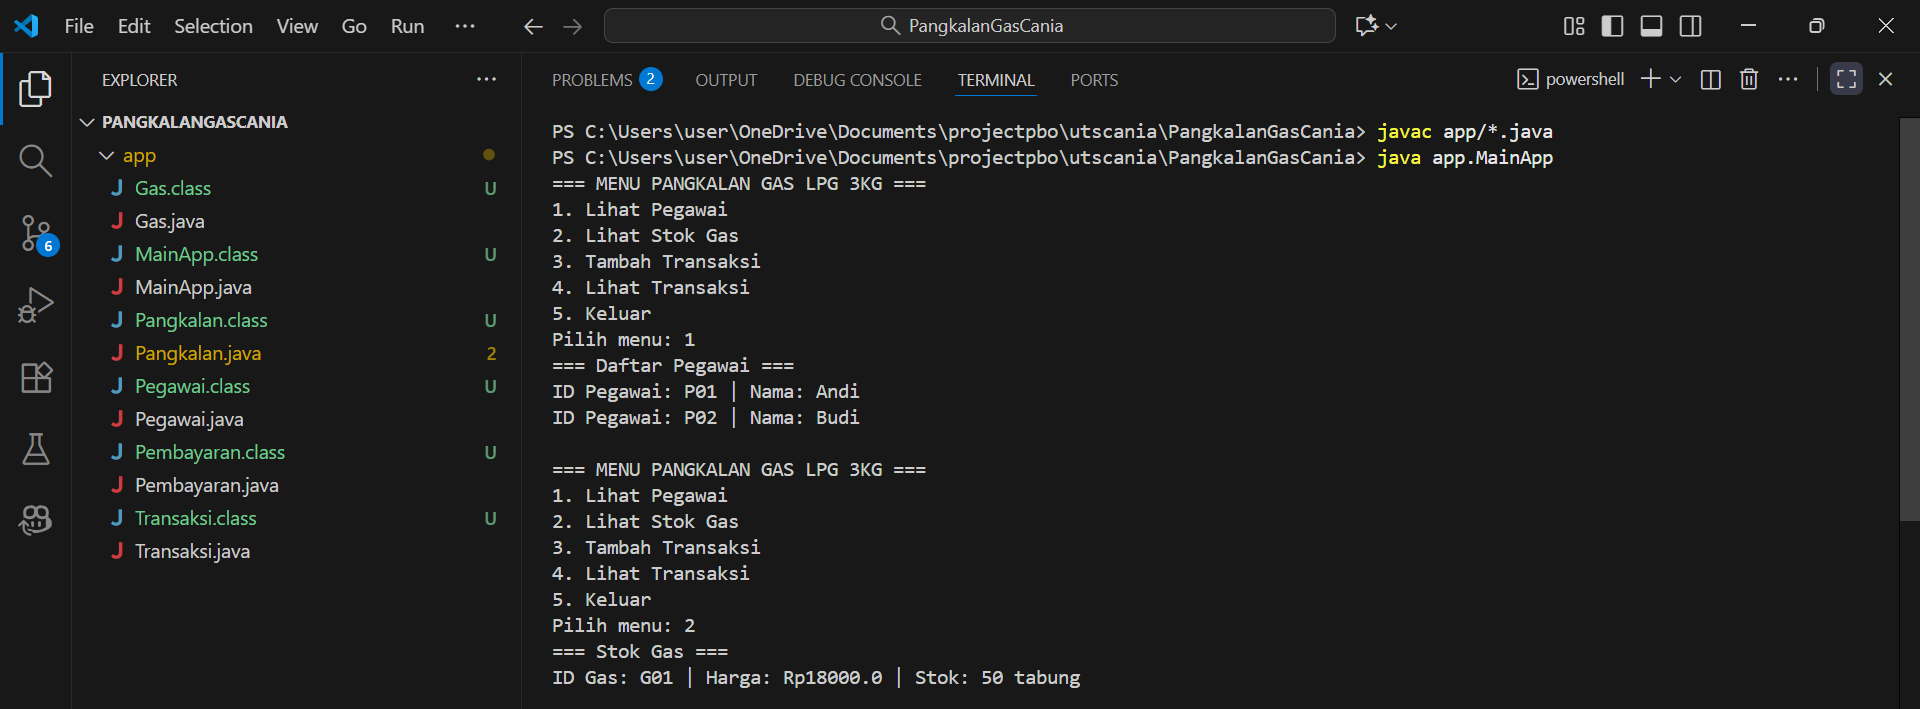 File Edit Selection View Go Run ··· PangkalanGasCania
EXPLORER ···
PANGKALANGASCANIA
app
Gas.class U
Gas.java
MainApp.class U
MainApp.java
Pangkalan.class U
Pangkalan.java 2
Pegawai.class U
Pegawai.java
Pembayaran.class U
Pembayaran.java
Transaksi.class U
Transaksi.java
6
PROBLEMS 2 OUTPUT DEBUG CONSOLE TERMINAL PORTS powershell ···
PS C:\Users\user\OneDrive\Documents\projectpbo\utscania\PangkalanGasCania> javac app/*.java
PS C:\Users\user\OneDrive\Documents\projectpbo\utscania\PangkalanGasCania> java app.MainApp
=== MENU PANGKALAN GAS LPG 3KG ===
1. Lihat Pegawai
2. Lihat Stok Gas
3. Tambah Transaksi
4. Lihat Transaksi
5. Keluar
Pilih menu: 1
=== Daftar Pegawai ===
ID Pegawai: P01 | Nama: Andi
ID Pegawai: P02 | Nama: Budi
=== MENU PANGKALAN GAS LPG 3KG ===
1. Lihat Pegawai
2. Lihat Stok Gas
3. Tambah Transaksi
4. Lihat Transaksi
5. Keluar
Pilih menu: 2
=== Stok Gas ===
ID Gas: G01 | Harga: Rp18000.0 | Stok: 50 tabung